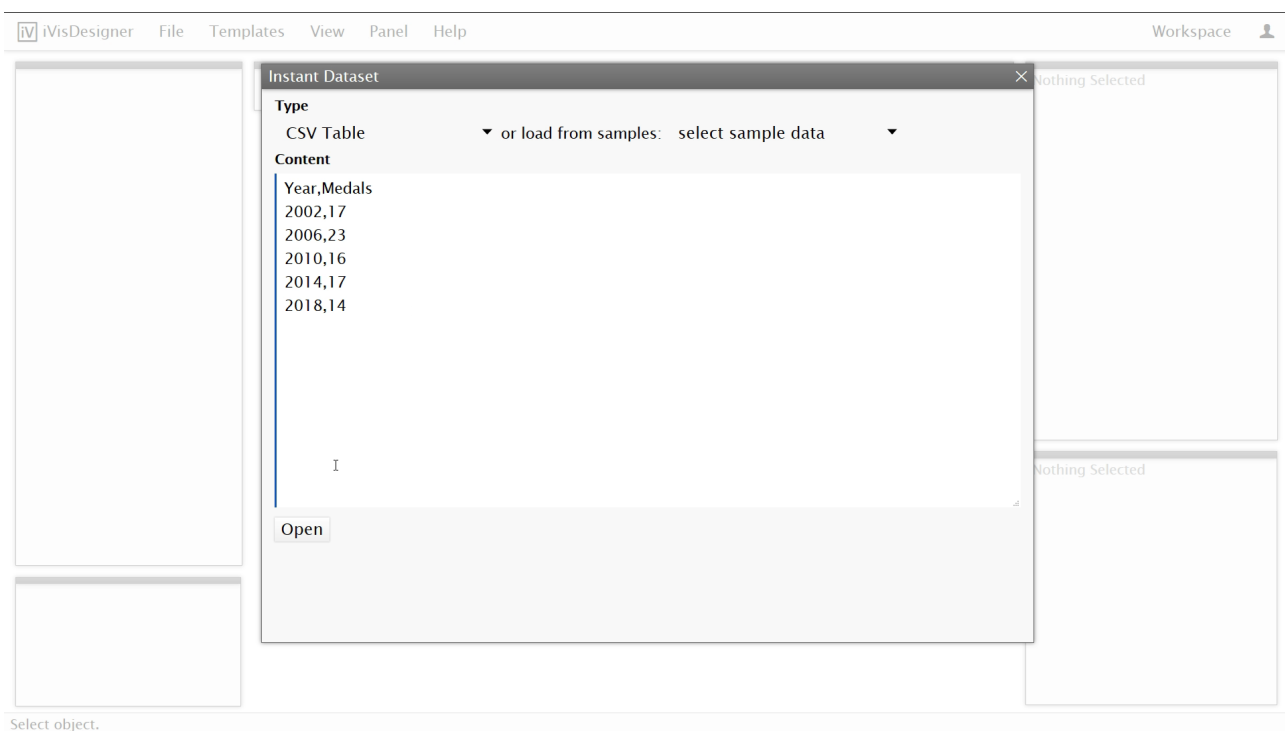 iV iVisDesigner File Templates View Panel Help Workspace
Instant Dataset
Nothing Selected
Type
CSV Table or load from samples: select sample data
Content
Year,Medals
2002,17
2006,23
2010,16
2014,17
2018,14
Nothing Selected
Open
Select object.